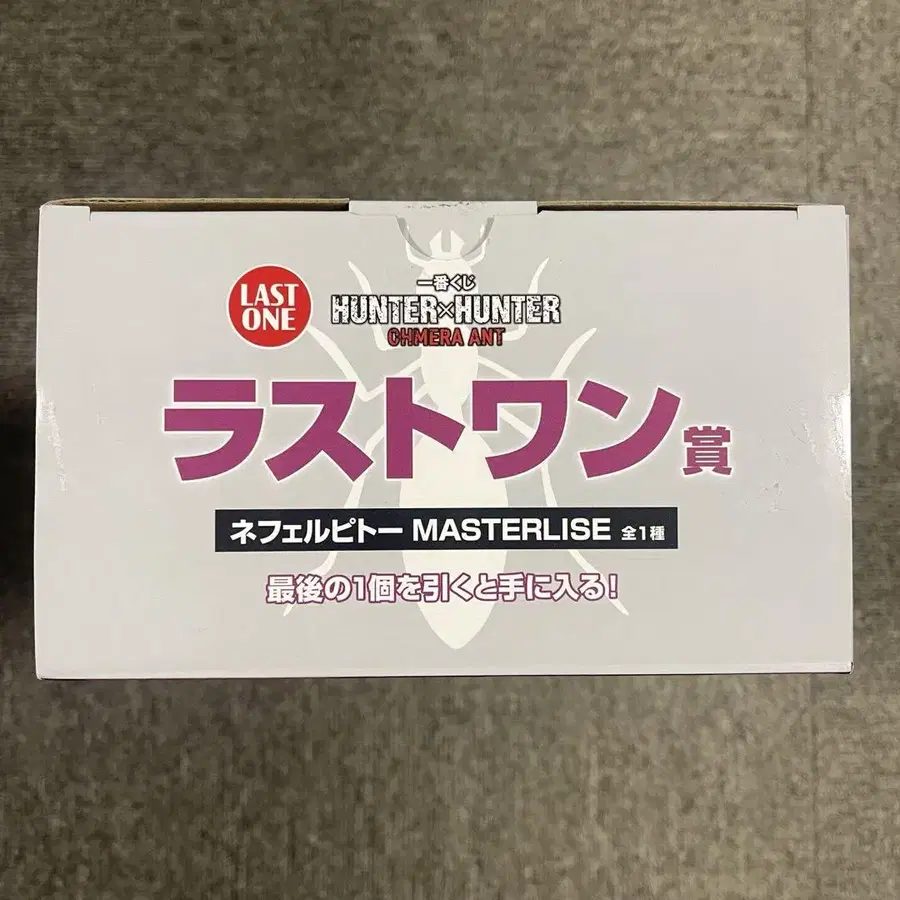 LAST
ONE
一番くじ
HUNTER×HUNTER
CHMERA ANT
ラストワン賞
ネフェルピトー MASTERLISE 全1種
最後の1個を引くと手に入る!